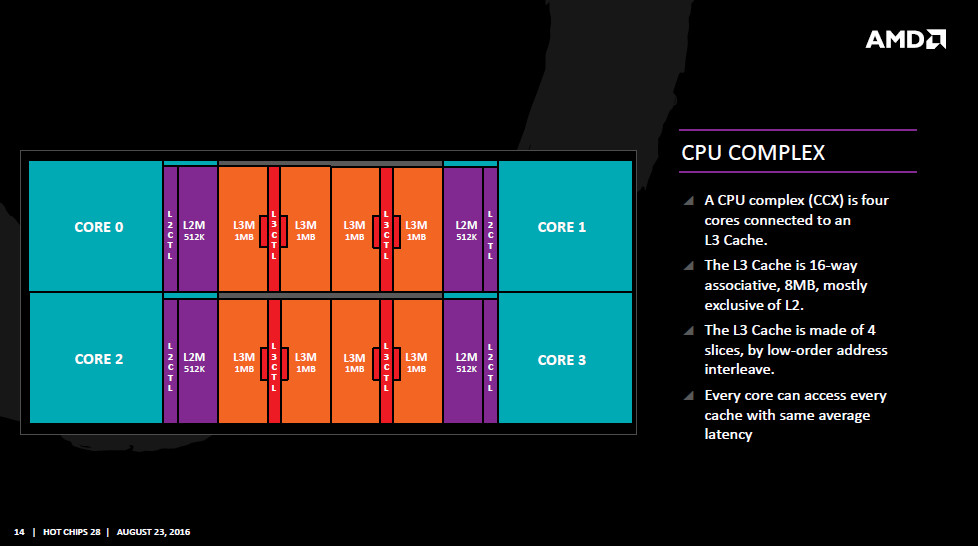 AMD
CPU COMPLEX
A CPU complex (CCX) is four
cores connected to an
L3 Cache.
The L3 Cache is 16-way
associative, 8MB, mostly
exclusive of L2.
The L3 Cache is made of 4
slices, by low-order address
interleave.
Every core can access every
cache with same average
latency
CORE 0
L2CTL
L2M
512K
L3M
1MB
L3CTL
L3M
1MB
L3M
1MB
L3CTL
L3M
1MB
L2M
512K
L2CTL
CORE 1
CORE 2
L2CTL
L2M
512K
L3M
1MB
L3CTL
L3M
1MB
L3M
1MB
L3CTL
L3M
1MB
L2M
512K
L2CTL
CORE 3
14 | HOT CHIPS 28 | AUGUST 23, 2016